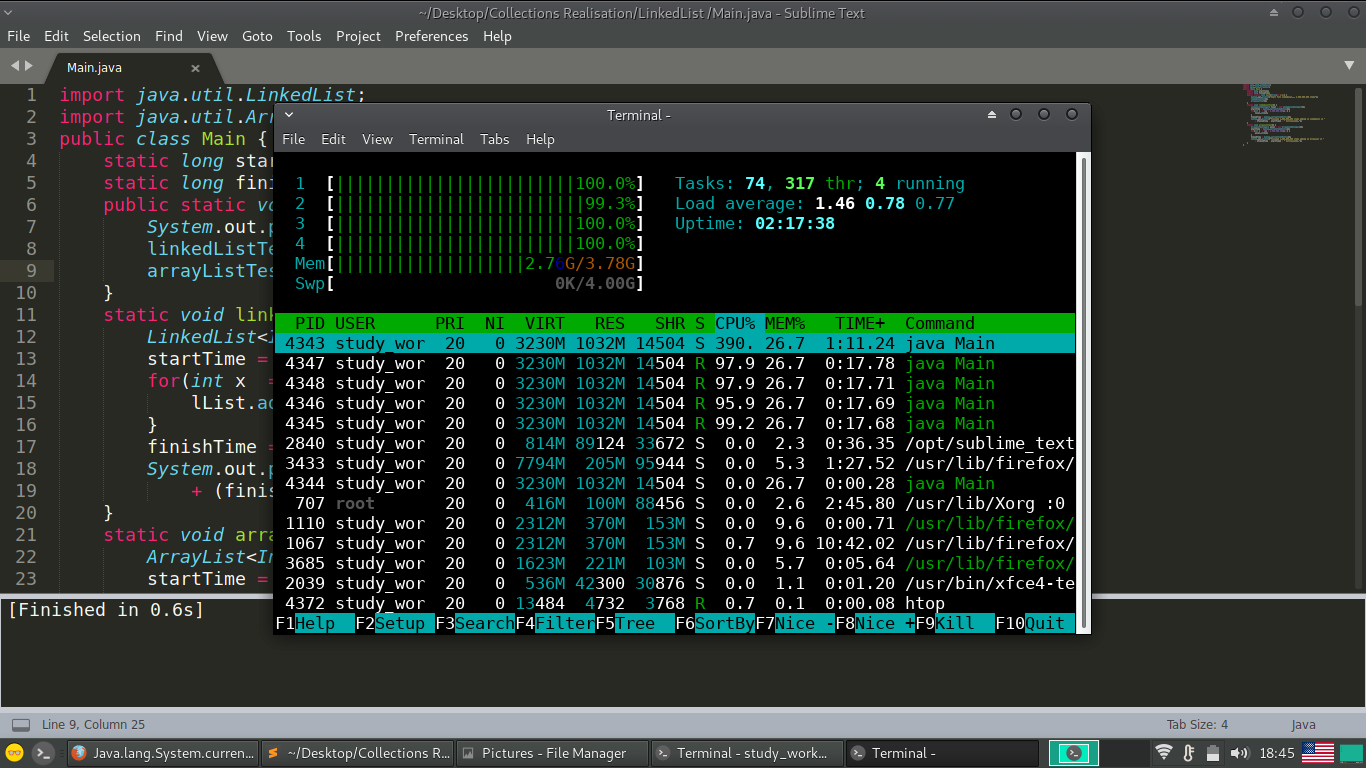 ~/Desktop/Collections Realisation/LinkedList /Main.java - Sublime Text
File Edit Selection Find View Goto Tools Project Preferences Help
Main.java ×
1 import java.util.LinkedList;
2 import java.util.Arr
3 public class Main {
4 static long star
5 static long fini
6 public static vo
7 System.out.p
8 linkedListTe
9 arrayListTes
10 }
11 static void link
12 LinkedList<I
13 startTime =
14 for(int x =
15 lList.ad
16 }
17 finishTime =
18 System.out.p
19 + (finis
20 }
21 static void arra
22 ArrayList<In
23 startTime =
Terminal -
File Edit View Terminal Tabs Help
1 [||||||||||||||||||||||||100.0%] Tasks: 74, 317 thr; 4 running
2 [|||||||||||||||||||||||||99.3%] Load average: 1.46 0.78 0.77
3 [||||||||||||||||||||||||100.0%] Uptime: 02:17:38
4 [||||||||||||||||||||||||100.0%]
Mem[|||||||||||||||||||2.76G/3.78G]
Swp[ 0K/4.00G]
PID USER PRI NI VIRT RES SHR S CPU% MEM% TIME+ Command
4343 study_wor 20 0 3230M 1032M 14504 S 390. 26.7 1:11.24 java Main
4347 study_wor 20 0 3230M 1032M 14504 R 97.9 26.7 0:17.78 java Main
4348 study_wor 20 0 3230M 1032M 14504 R 97.9 26.7 0:17.71 java Main
4346 study_wor 20 0 3230M 1032M 14504 R 95.9 26.7 0:17.69 java Main
4345 study_wor 20 0 3230M 1032M 14504 R 99.2 26.7 0:17.68 java Main
2840 study_wor 20 0 814M 89124 33672 S 0.0 2.3 0:36.35 /opt/sublime_text
3433 study_wor 20 0 7794M 205M 95944 S 0.0 5.3 1:27.52 /usr/lib/firefox/
4344 study_wor 20 0 3230M 1032M 14504 S 0.0 26.7 0:00.28 java Main
707 root 20 0 416M 100M 88456 S 0.0 2.6 2:45.80 /usr/lib/Xorg :0
1110 study_wor 20 0 2312M 370M 153M S 0.0 9.6 0:00.71 /usr/lib/firefox/
1067 study_wor 20 0 2312M 370M 153M S 0.7 9.6 10:42.02 /usr/lib/firefox/
3685 study_wor 20 0 1623M 221M 103M S 0.0 5.7 0:05.64 /usr/lib/firefox/
2039 study_wor 20 0 536M 42300 30876 S 0.0 1.1 0:01.20 /usr/bin/xfce4-te
4372 study_wor 20 0 13484 4732 3768 R 0.7 0.1 0:00.08 htop
F1Help F2Setup F3SearchF4FilterF5Tree F6SortByF7Nice -F8Nice +F9Kill F10Quit
[Finished in 0.6s]
Line 9, Column 25 Tab Size: 4 Java
Java.lang.System.curren... ~/Desktop/Collections R... Pictures - File Manager Terminal - study_work... Terminal - 18:45